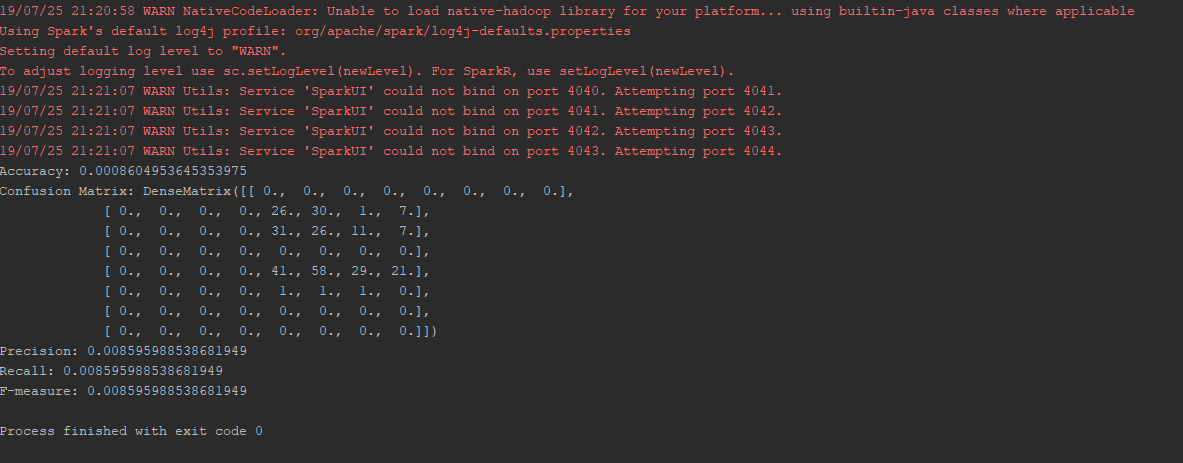 19/07/25 21:20:58 WARN NativeCodeLoader: Unable to load native-hadoop library for your platform... using builtin-java classes where applicable
Using Spark's default log4j profile: org/apache/spark/log4j-defaults.properties
Setting default log level to "WARN".
To adjust logging level use sc.setLogLevel(newLevel). For SparkR, use setLogLevel(newLevel).
19/07/25 21:21:07 WARN Utils: Service 'SparkUI' could not bind on port 4040. Attempting port 4041.
19/07/25 21:21:07 WARN Utils: Service 'SparkUI' could not bind on port 4041. Attempting port 4042.
19/07/25 21:21:07 WARN Utils: Service 'SparkUI' could not bind on port 4042. Attempting port 4043.
19/07/25 21:21:07 WARN Utils: Service 'SparkUI' could not bind on port 4043. Attempting port 4044.
Accuracy: 0.0008604953645353975
Confusion Matrix: DenseMatrix([[ 0.,  0.,  0.,  0.,  0.,  0.,  0.,  0.],
             [ 0.,  0.,  0.,  0., 26., 30.,  1.,  7.],
             [ 0.,  0.,  0.,  0., 31., 26., 11.,  7.],
             [ 0.,  0.,  0.,  0.,  0.,  0.,  0.,  0.],
             [ 0.,  0.,  0.,  0., 41., 58., 29., 21.],
             [ 0.,  0.,  0.,  0.,  1.,  1.,  1.,  0.],
             [ 0.,  0.,  0.,  0.,  0.,  0.,  0.,  0.],
             [ 0.,  0.,  0.,  0.,  0.,  0.,  0.,  0.]])
Precision: 0.008595988538681949
Recall: 0.008595988538681949
F-measure: 0.008595988538681949
Process finished with exit code 0